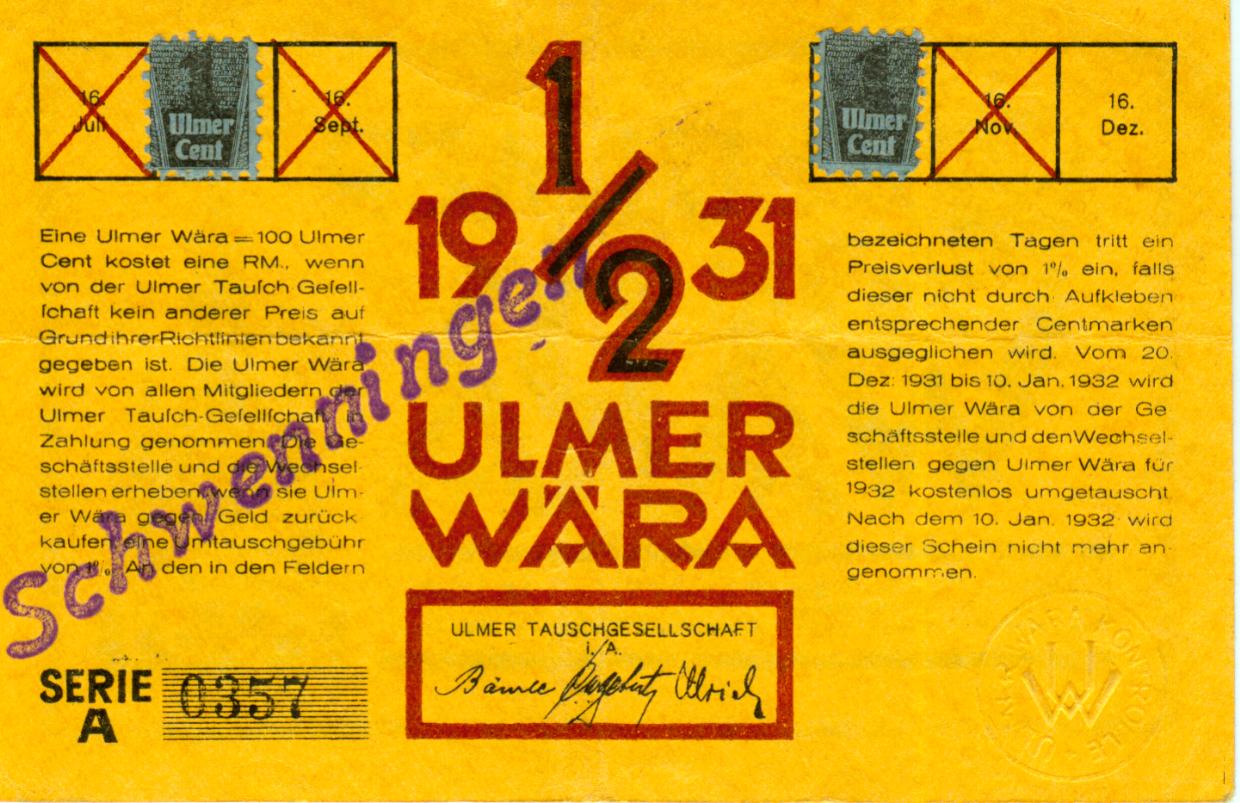 16.
Juli
1
Ulmer
Cent
16.
Sept.
1
Ulmer
Cent
16.
Nov.
16.
Dez.
1/2
19 31
ULMER
WÄRA
Eine Ulmer Wära = 100 Ulmer
Cent kostet eine RM., wenn
von der Ulmer Tauſch Geſell-
ſchaft kein anderer Preis auf
Grund ihrer Richtlinien bekannt
gegeben ist. Die Ulmer Wära
wird von allen Mitgliedern der
Ulmer Tauſch-Geſellſchaft in
Zahlung genommen. Die Ge-
schäftsstelle und die Wechsel-
stellen erheben, wenn sie Ulm-
er Wära gegen Geld zurück
kaufen eine Umtauschgebühr
von 1%. An den in den Feldern
bezeichneten Tagen tritt ein
Preisverlust von 1% ein, falls
dieser nicht durch Aufkleben
entsprechender Centmarken
ausgeglichen wird. Vom 20.
Dez: 1931 bis 10. Jan. 1932 wird
die Ulmer Wära von der Ge
schäftsstelle und den Wechsel-
stellen gegen Ulmer Wära für
1932 kostenlos umgetauscht
Nach dem 10. Jan. 1932 wird
dieser Schein nicht mehr an-
genommen.
Schwenningen
SERIE
A
0357
ULMER TAUSCHGESELLSCHAFT
i./A.
Ulrich
ULMER WÄRA KONTROLLE
W